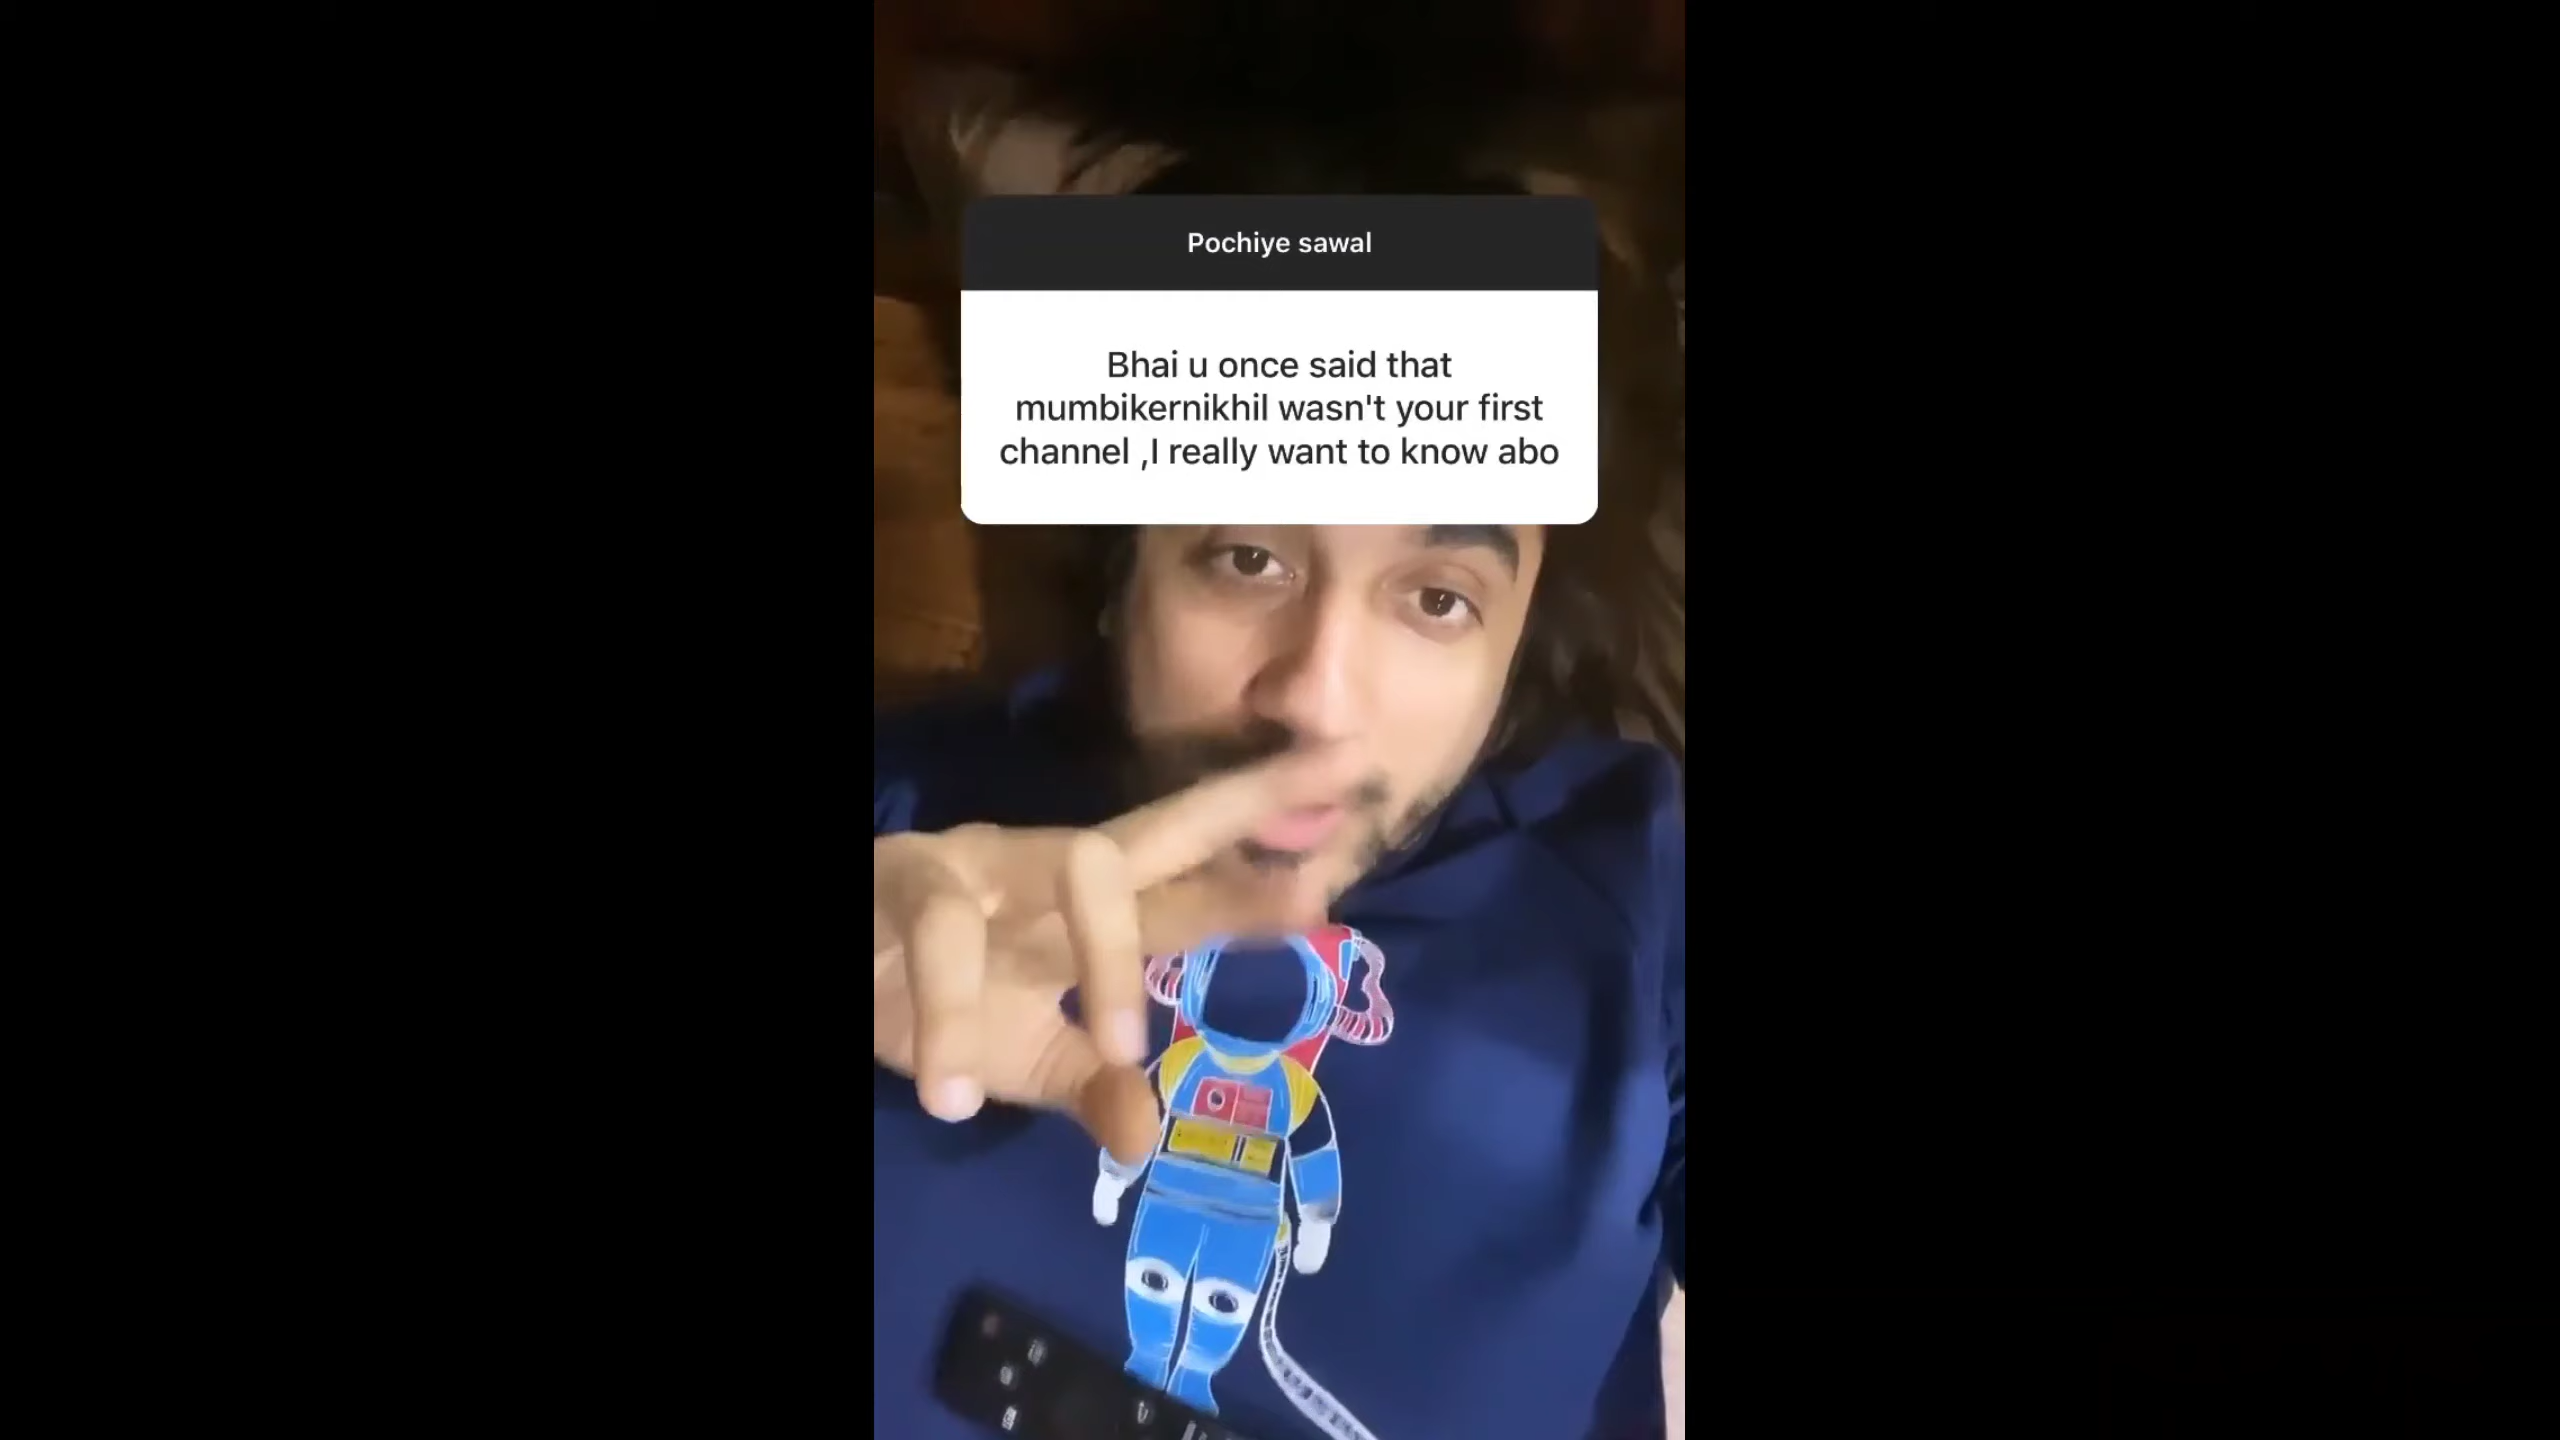 Pochiye sawal
Bhai u once said that
mumbikernikhil wasn't your first
channel ,I really want to know abo